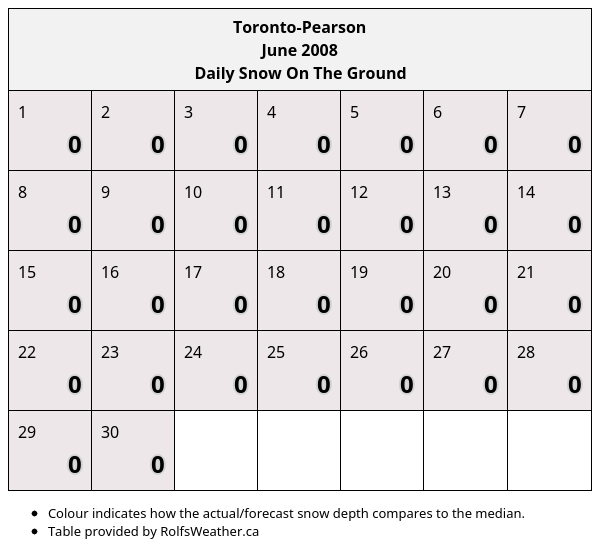 Toronto-Pearson
June 2008
Daily Snow On The Ground
1 2 3 4 5 6 7
0 0 0 0 0 0 0
8 9 10 11 12 13 14
0 0 0 0 0 0 0
15 16 17 18 19 20 21
0 0 0 0 0 0 0
22 23 24 25 26 27 28
0 0 0 0 0 0 0
29 30
0 0
• Colour indicates how the actual/forecast snow depth compares to the median.
• Table provided by RolfsWeather.ca